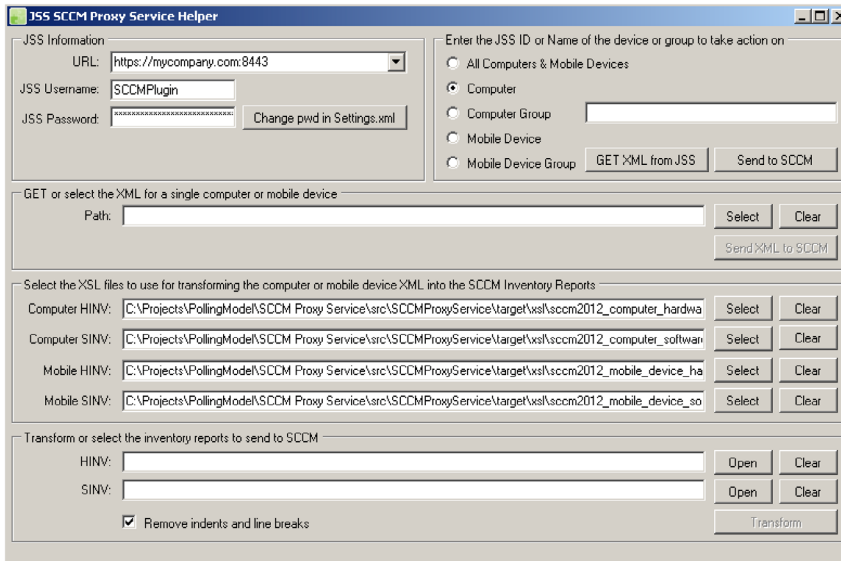 JSS SCCM Proxy Service Helper
JSS Information
URL: https://mycompany.com:8443
JSS Username: SCCMPlugin
JSS Password: Change pwd in Settings.xml
Enter the JSS ID or Name of the device or group to take action on
All Computers & Mobile Devices
Computer
Computer Group
Mobile Device
Mobile Device Group GET XML from JSS Send to SCCM
GET or select the XML for a single computer or mobile device
Path: Select Clear
Send XML to SCCM
Select the XSL files to use for transforming the computer or mobile device XML into the SCCM Inventory Reports
Computer HINV: C:\Projects\PollingModel\SCCM Proxy Service\src\SCCMProxyService\target\xsl\sccm2012_computer_hardwa Select Clear
Computer SINV: C:\Projects\PollingModel\SCCM Proxy Service\src\SCCMProxyService\target\xsl\sccm2012_computer_software Select Clear
Mobile HINV: C:\Projects\PollingModel\SCCM Proxy Service\src\SCCMProxyService\target\xsl\sccm2012_mobile_device_ha Select Clear
Mobile SINV: C:\Projects\PollingModel\SCCM Proxy Service\src\SCCMProxyService\target\xsl\sccm2012_mobile_device_so Select Clear
Transform or select the inventory reports to send to SCCM
HINV: Open Clear
SINV: Open Clear
Remove indents and line breaks Transform